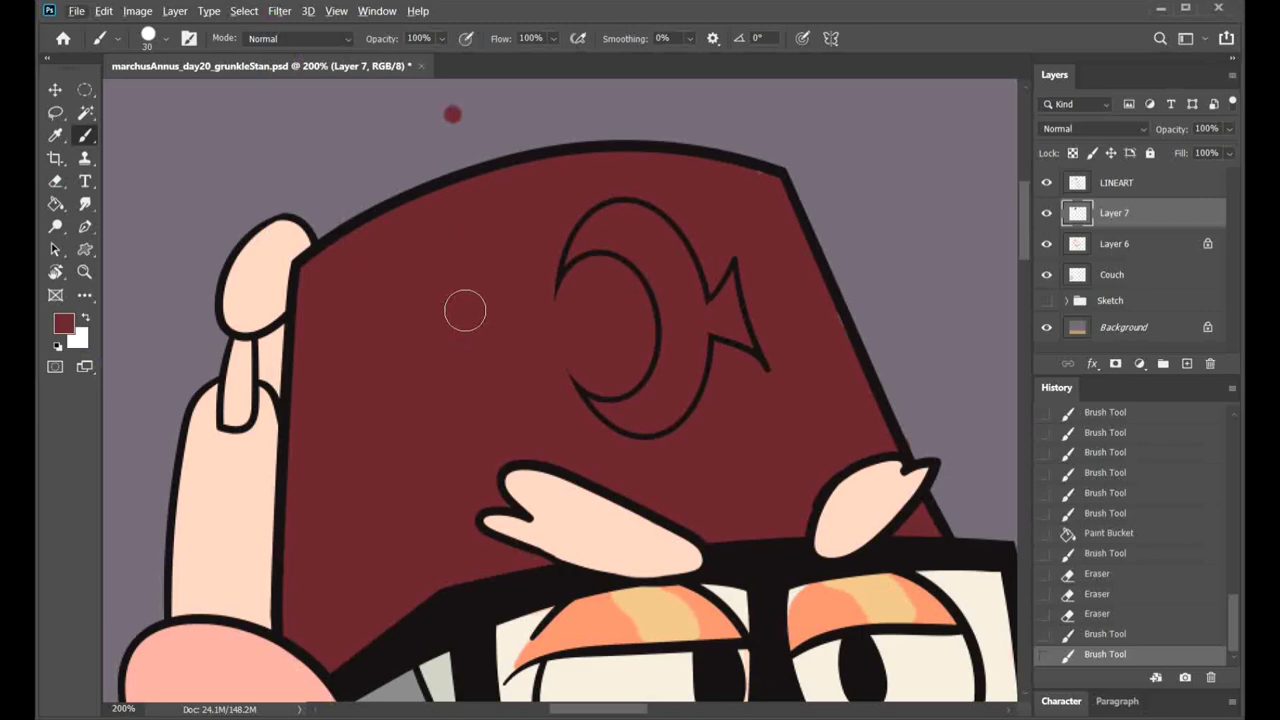 Ps File Edit Image Layer Type Select Filter 3D View Window Help
30 Mode: Normal Opacity: 100% Flow: 100% Smoothing: 0% 0°
marchusAnnus_day20_grunkleStan.psd @ 200% (Layer 7, RGB/8) *
Layers
Kind
Normal Opacity: 100%
Lock: Fill: 100%
LINEART
Layer 7
Layer 6
Couch
Sketch
Background
fx
History
Brush Tool
Brush Tool
Brush Tool
Brush Tool
Brush Tool
Brush Tool
Paint Bucket
Brush Tool
Eraser
Eraser
Eraser
Brush Tool
Brush Tool
Character Paragraph
200% Doc: 24.1M/148.2M